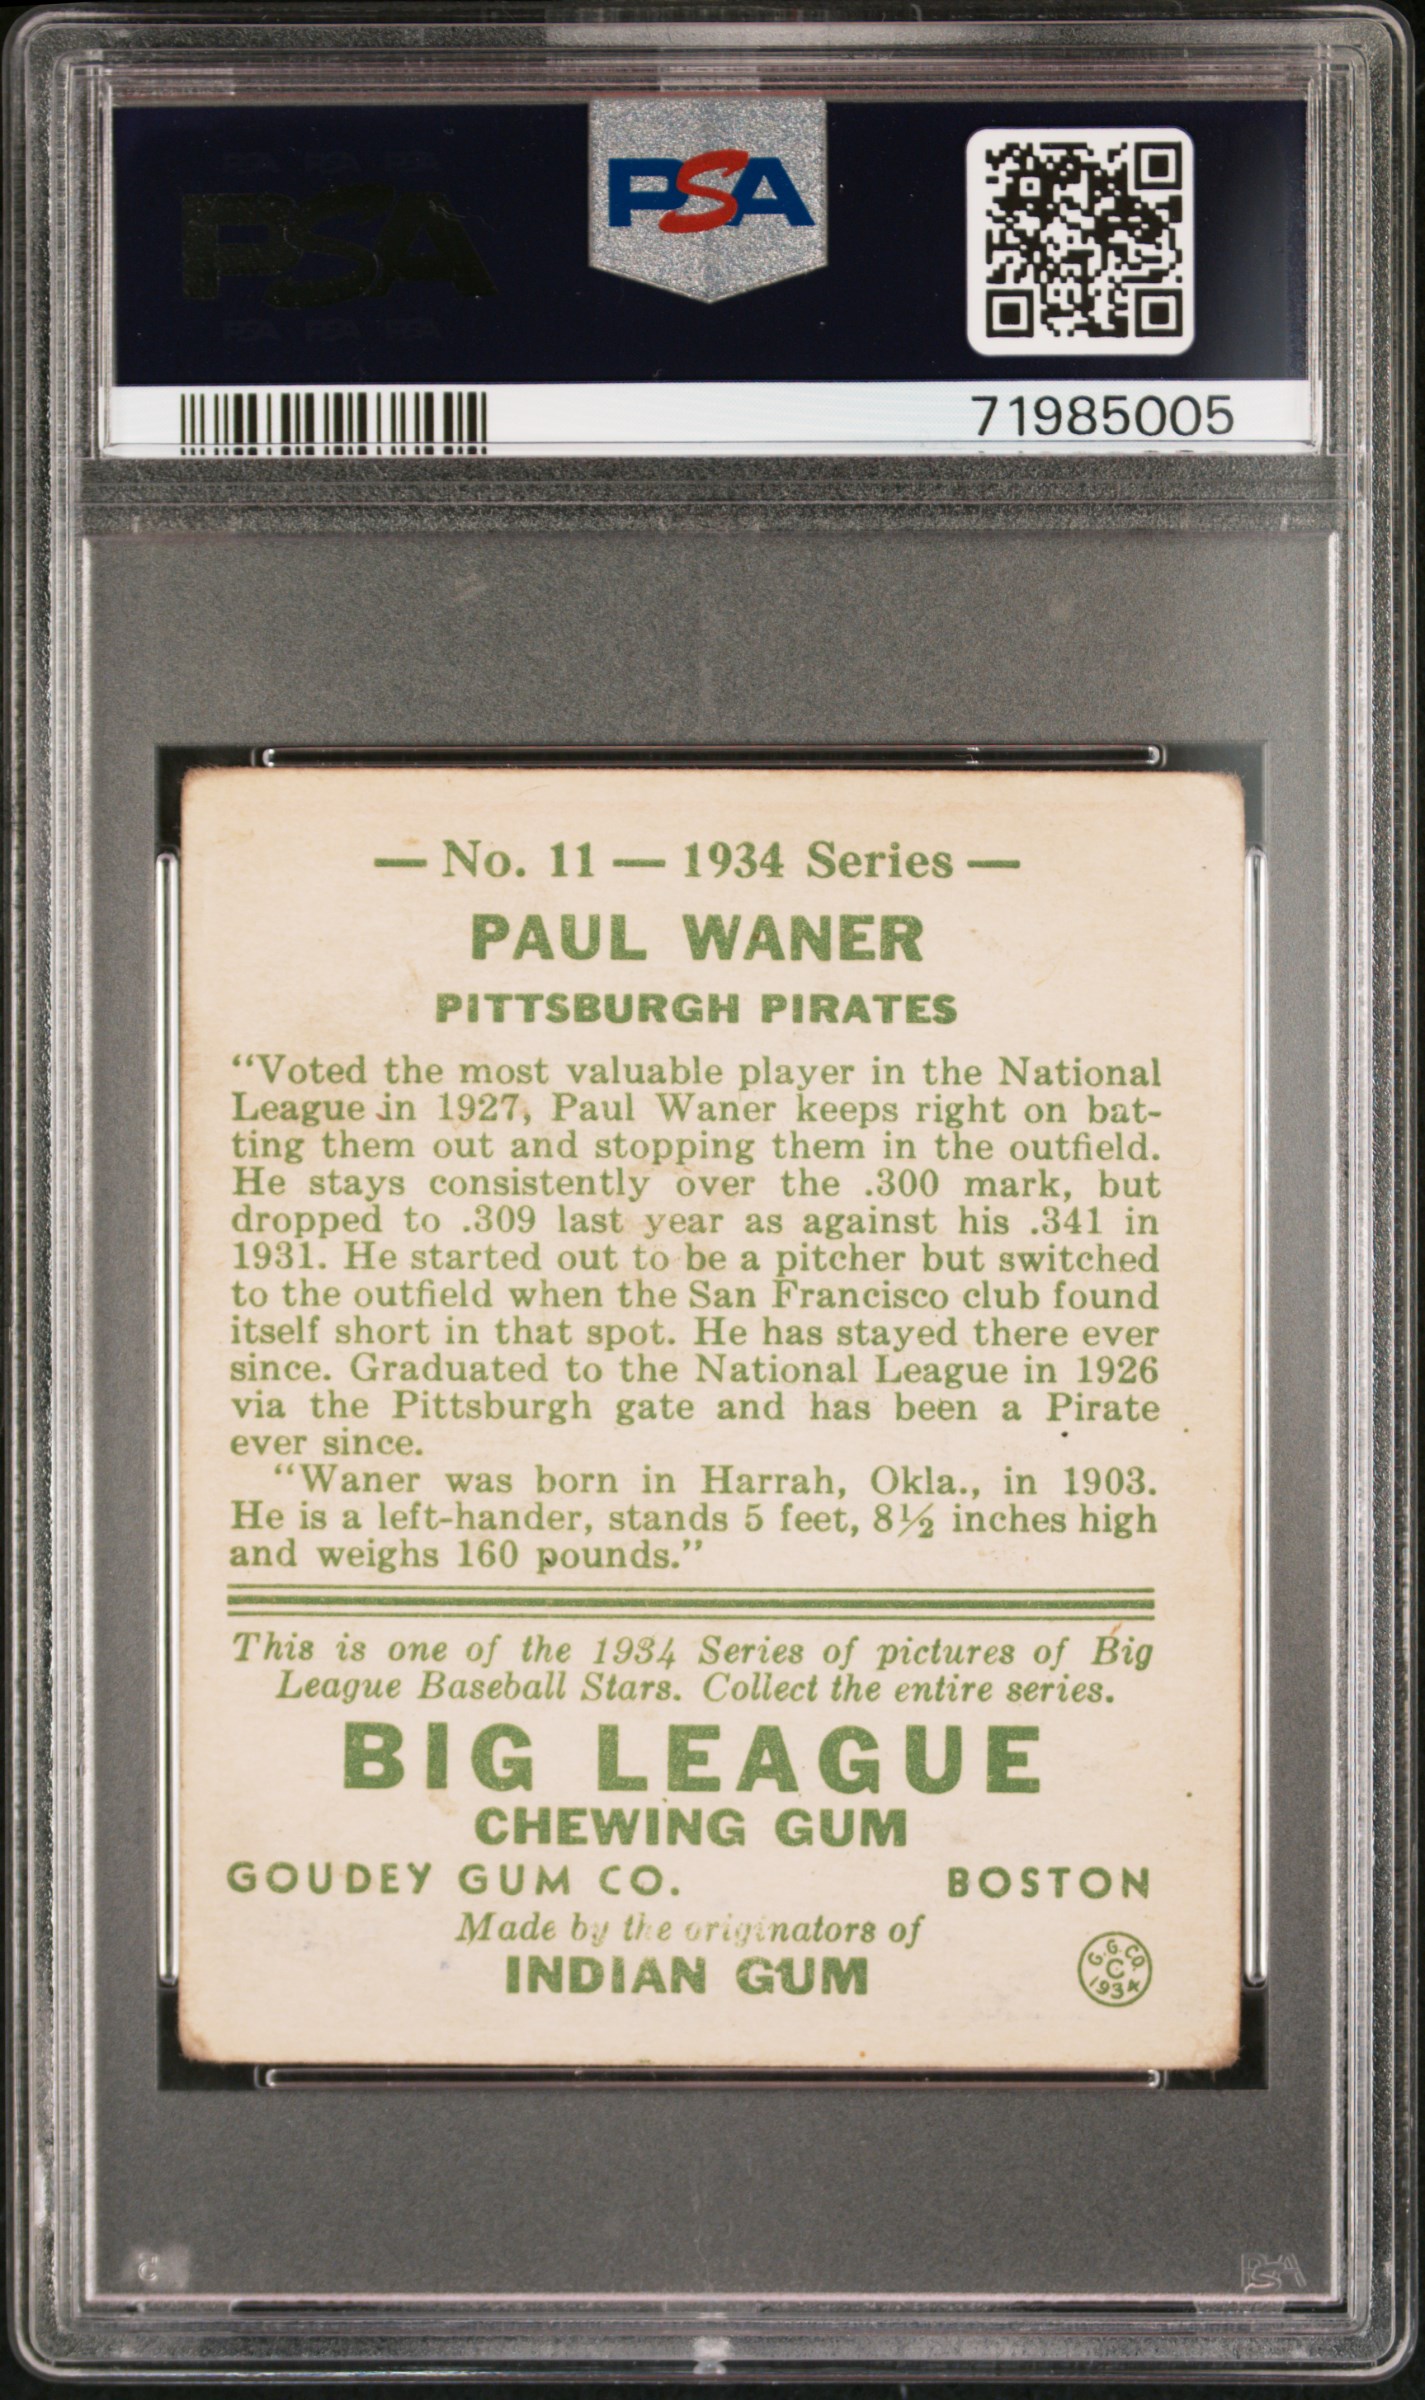 PSA PSA PSA
PSA
PSA PSA PSA
PSA
71985005
— No. 11 — 1934 Series —
PAUL WANER
PITTSBURGH PIRATES
“Voted the most valuable player in the National
League in 1927, Paul Waner keeps right on bat-
ting them out and stopping them in the outfield.
He stays consistently over the .300 mark, but
dropped to .309 last year as against his .341 in
1931. He started out to be a pitcher but switched
to the outfield when the San Francisco club found
itself short in that spot. He has stayed there ever
since. Graduated to the National League in 1926
via the Pittsburgh gate and has been a Pirate
ever since.
“Waner was born in Harrah, Okla., in 1903.
He is a left-hander, stands 5 feet, 8½ inches high
and weighs 160 pounds.”
This is one of the 1934 Series of pictures of Big
League Baseball Stars. Collect the entire series.
BIG LEAGUE
CHEWING GUM
GOUDEY GUM CO. BOSTON
Made by the originators of
INDIAN GUM
G. G. CO.
C
1934
C
PSA